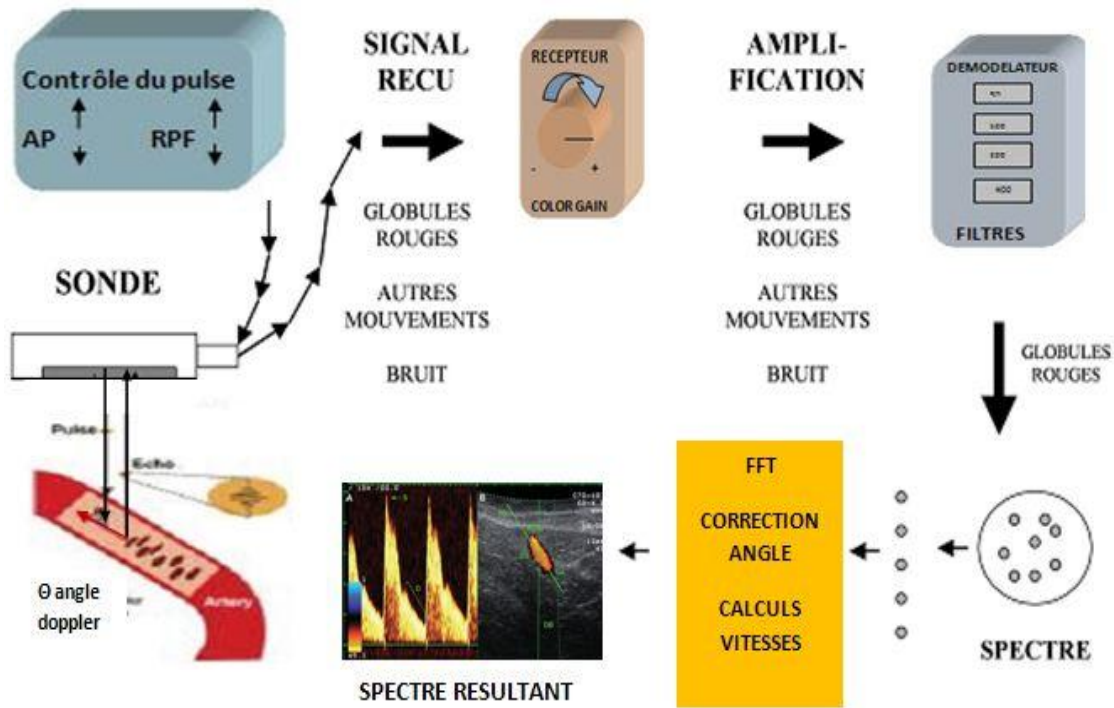 Contrôle du pulse
AP
RPF
SIGNAL
RECU
RECEPTEUR
-
+
COLOR GAIN
AMPLI-
FICATION
DEMODELATEUR
400
FILTRES
SONDE
GLOBULES
ROUGES
AUTRES
MOUVEMENTS
BRUIT
GLOBULES
ROUGES
AUTRES
MOUVEMENTS
BRUIT
GLOBULES
ROUGES
Pulse
Echo
Artery
Θ angle
doppler
A
B
SPECTRE RESULTANT
FFT
CORRECTION
ANGLE
CALCULS
VITESSES
SPECTRE